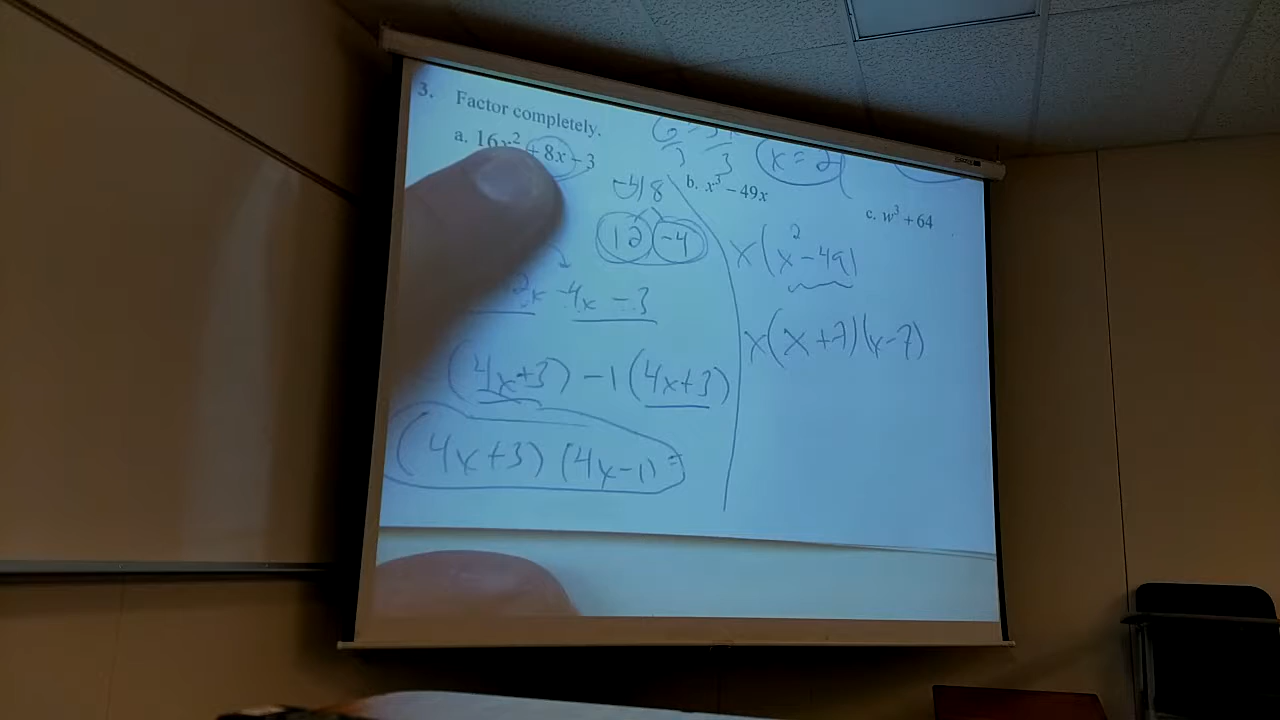 3. Factor completely.
a. 16x² + 8x - 3
-48
12 -4
2x -4x - 3
(4x+3) -1(4x+3)
(4x+3)(4x-1)
b. x³ - 49x
x(x²-49)
x(x+7)(x-7)
c. w³ + 64